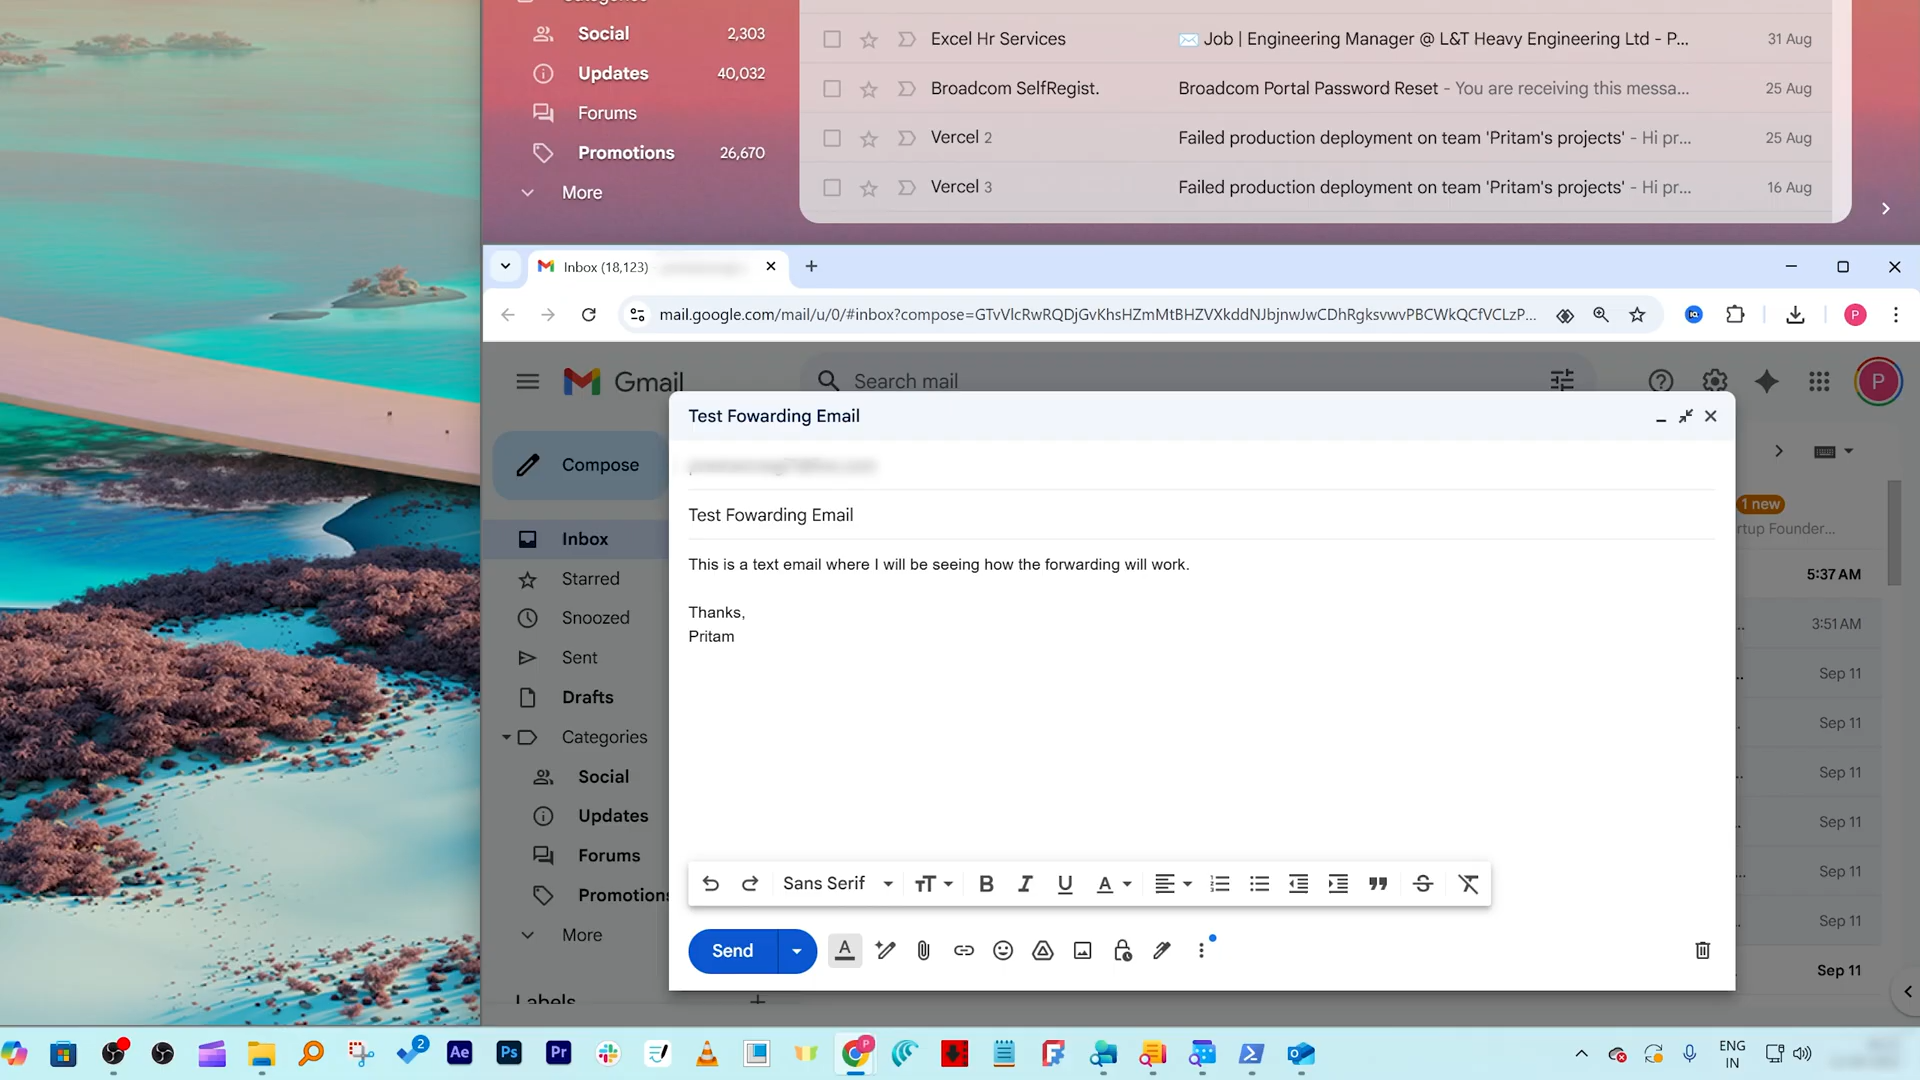 Social 2,303
Excel Hr Services ✉️ Job | Engineering Manager @ L&T Heavy Engineering Ltd - P... 31 Aug
Updates 40,032
Broadcom SelfRegist. Broadcom Portal Password Reset - You are receiving this messa... 25 Aug
Forums
Vercel 2 Failed production deployment on team 'Pritam's projects' - Hi pr... 25 Aug
Promotions 26,670
Vercel 3 Failed production deployment on team 'Pritam's projects' - Hi pr... 16 Aug
More
Inbox (18,123)
mail.google.com/mail/u/0/#inbox?compose=GTvVlcRwRQDjGvKhsHZmMtBHZVXkddNJbjnwJwCDhRgksvwvPBCWkQCfVCLzP...
P
Gmail
Search mail
P
Test Fowarding Email
Compose
Test Fowarding Email
1 new
rtup Founder...
Inbox
This is a text email where I will be seeing how the forwarding will work.
5:37 AM
Starred
Thanks,
Pritam
3:51 AM
Snoozed
Sent
Sep 11
Drafts
Sep 11
Categories
Social
Sep 11
Updates
Sep 11
Forums
Sep 11
Sans Serif
Promotions
Sep 11
More
Send
Sep 11
Labels
2
Ae
Ps
Pr
P
ENG
IN